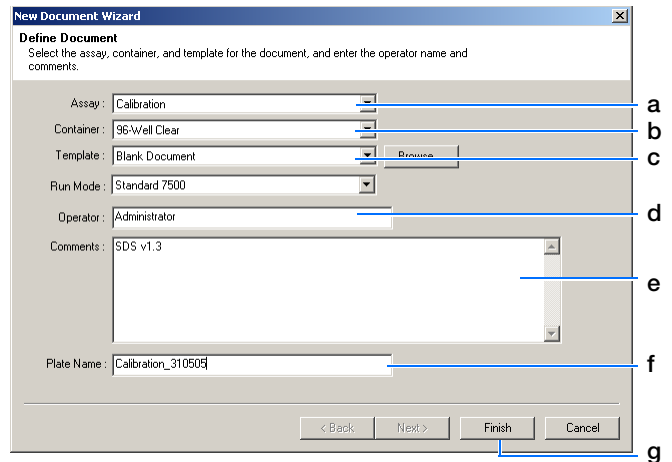 New Document Wizard
Define Document
Select the assay, container, and template for the document, and enter the operator name and
comments.
Assay : Calibration a
Container : 96-Well Clear b
Template : Blank Document Browse... c
Run Mode : Standard 7500
Operator : Administrator d
Comments : SDS v1.3
e
Plate Name : Calibration_310505 f
< Back Next > Finish Cancel
g